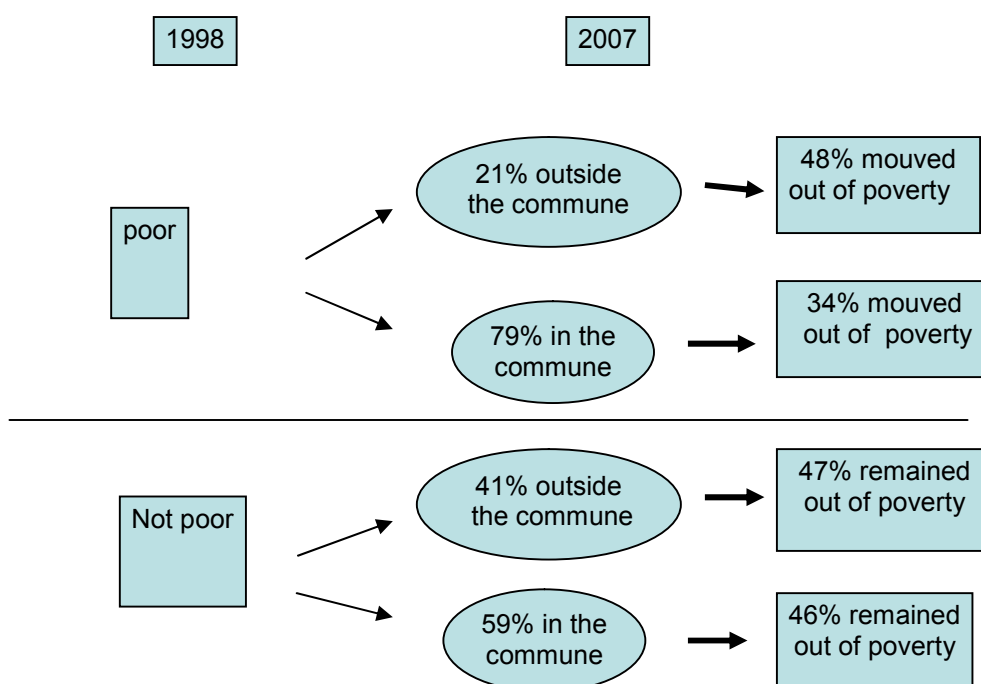 1998
2007
poor
21% outside
the commune
48% mouved
out of poverty
79% in the
commune
34% mouved
out of poverty
Not poor
41% outside
the commune
47% remained
out of poverty
59% in the
commune
46% remained
out of poverty